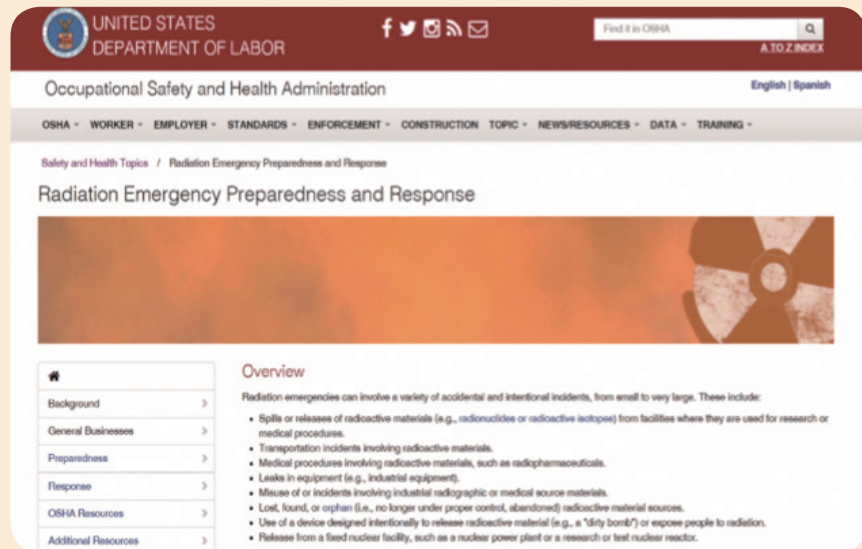 UNITED STATES
DEPARTMENT OF LABOR
Find it in OSHA
A TO Z INDEX
Occupational Safety and Health Administration
English | Spanish
OSHA WORKER EMPLOYER STANDARDS ENFORCEMENT CONSTRUCTION TOPIC NEWS/RESOURCES DATA TRAINING
Safety and Health Topics / Radiation Emergency Preparedness and Response
Radiation Emergency Preparedness and Response
Background
General Businesses
Preparedness
Response
OSHA Resources
Additional Resources
Overview
Radiation emergencies can involve a variety of accidental and intentional incidents, from small to very large. These include:
• Spills or releases of radioactive materials (e.g., radionuclides or radioactive isotopes) from facilities where they are used for research or
medical procedures.
• Transportation incidents involving radioactive materials.
• Medical procedures involving radioactive materials, such as radiopharmaceuticals.
• Leaks in equipment (e.g., industrial equipment).
• Misuse of or incidents involving industrial radiographic or medical source materials.
• Lost, found, or orphan (i.e., no longer under proper control, abandoned) radioactive material sources.
• Use of a device designed intentionally to release radioactive material (e.g., a "dirty bomb") or expose people to radiation.
• Release from a fixed nuclear facility, such as a nuclear power plant or a research or test nuclear reactor.